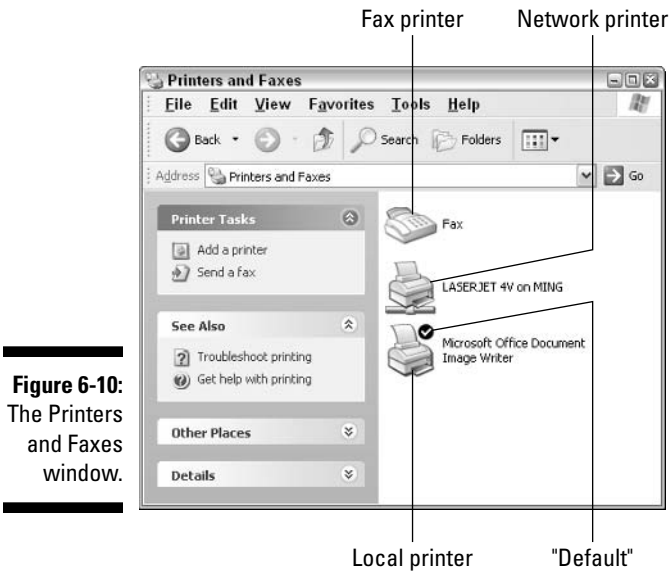 Fax printer Network printer
Printers and Faxes
File Edit View Favorites Tools Help
Back Search Folders
Address Printers and Faxes Go
Printer Tasks
Add a printer
Send a fax
See Also
Troubleshoot printing
Get help with printing
Other Places
Details
Fax
LASERJET 4V on MING
Microsoft Office Document
Image Writer
Figure 6-10:
The Printers
and Faxes
window.
Local printer "Default"